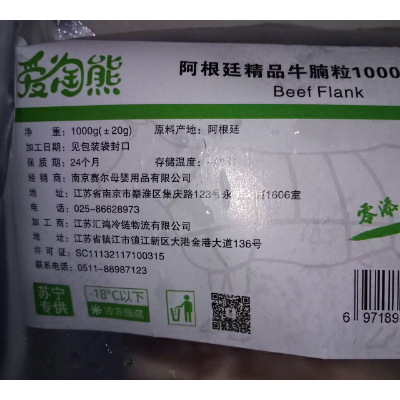 爱淘熊
阿根廷精品牛腩粒1000
Beef Flank
净 重: 1000g(±20g) 原料产地: 阿根廷
加工日期: 见包装袋封口
保 质 期: 24个月 存储温度:
经 销 商: 南京赛尔母婴用品有限公司
地 址: 江苏省南京市秦淮区集庆路123号 1606室
电 话: 025-86628973
加 工 商: 江苏汇鸿冷链物流有限公司
地 址: 江苏省镇江市镇江新区大港金港大道136号
许 可 证: SC11132117100315
联系电话: 0511-88987123
零添
苏宁
专供
-18°C以下
冷冻储藏
6 97189